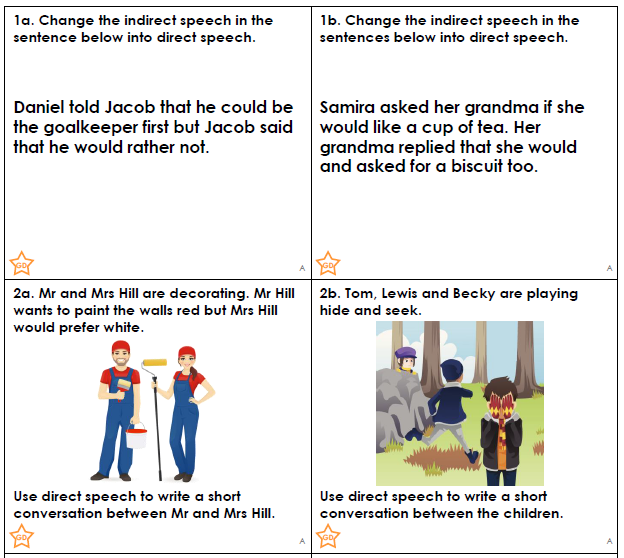 1a. Change the indirect speech in the
sentence below into direct speech.
Daniel told Jacob that he could be
the goalkeeper first but Jacob said
that he would rather not.
GD
A
1b. Change the indirect speech in the
sentences below into direct speech.
Samira asked her grandma if she
would like a cup of tea. Her
grandma replied that she would
and asked for a biscuit too.
GD
A
2a. Mr and Mrs Hill are decorating. Mr Hill
wants to paint the walls red but Mrs Hill
would prefer white.
Use direct speech to write a short
conversation between Mr and Mrs Hill.
GD
A
2b. Tom, Lewis and Becky are playing
hide and seek.
Use direct speech to write a short
conversation between the children.
GD
A